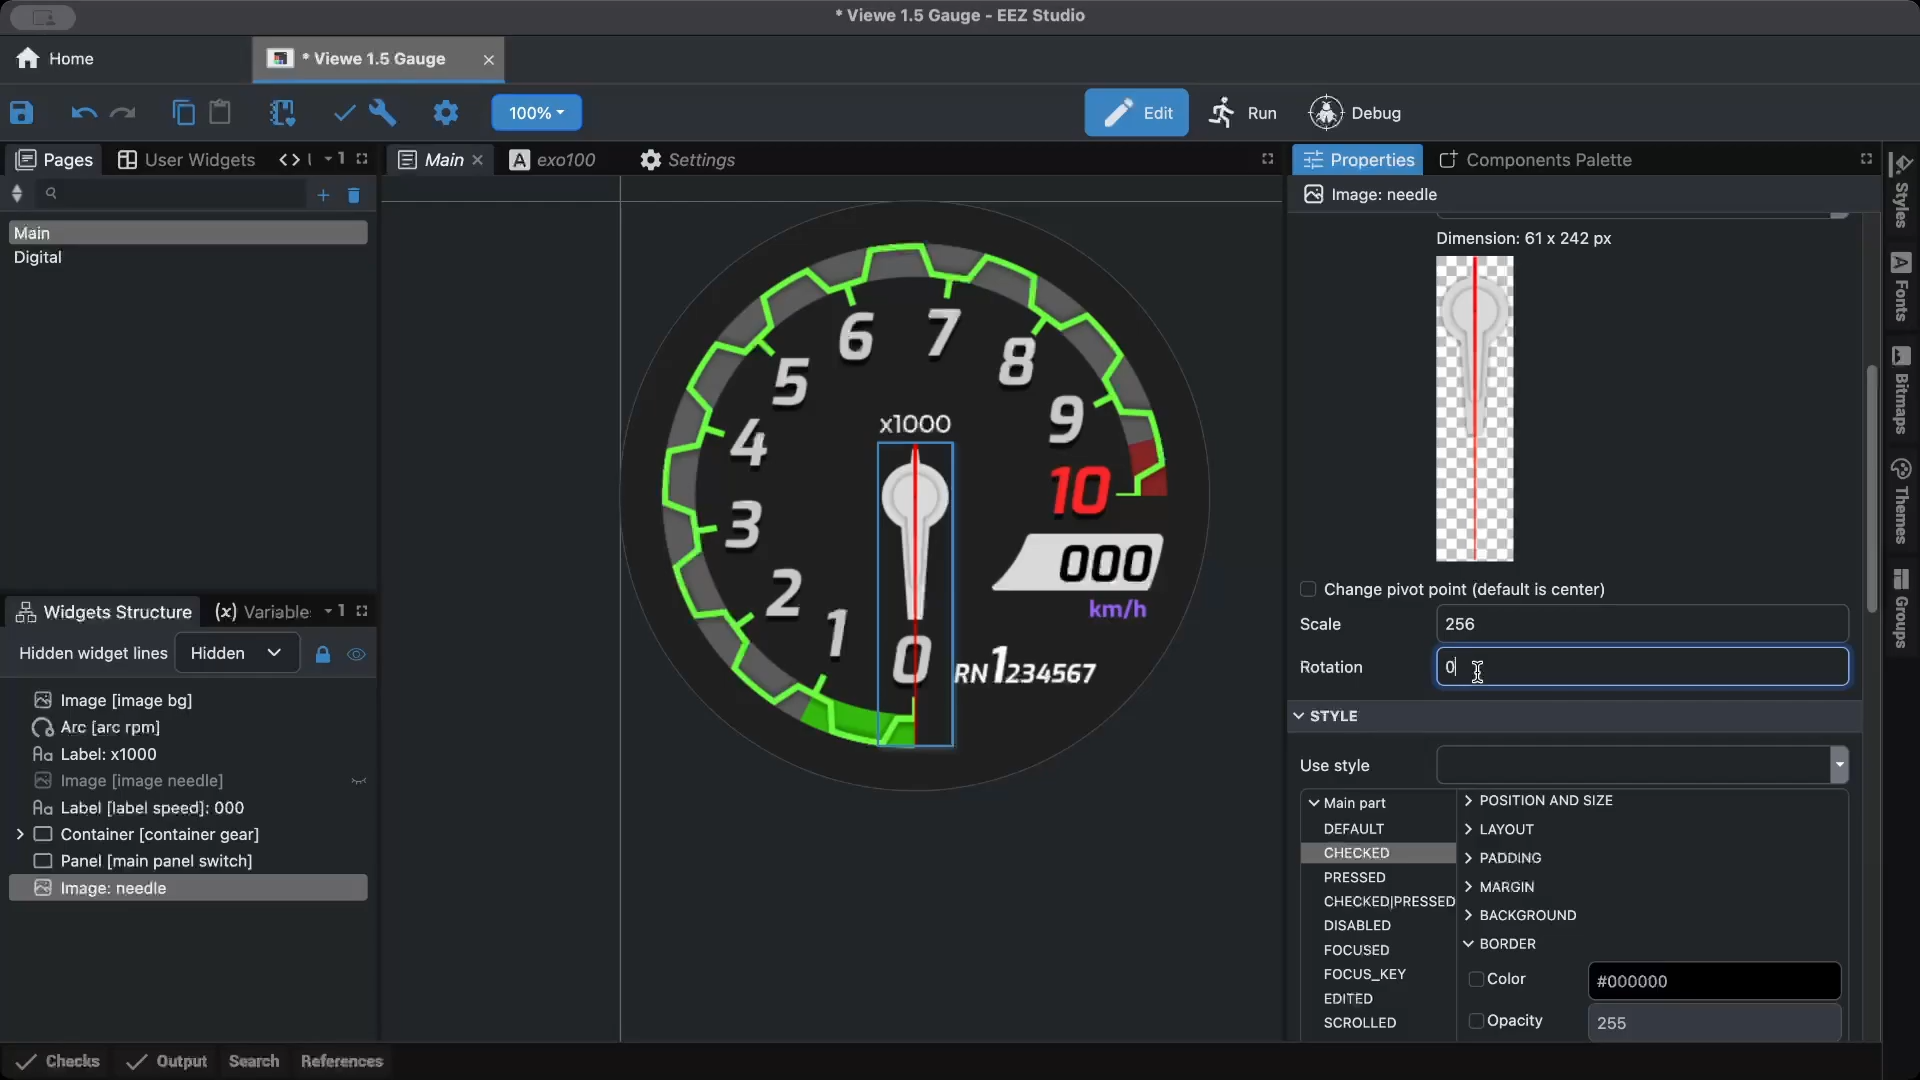 * Viewe 1.5 Gauge - EEZ Studio
Home
* Viewe 1.5 Gauge
100%
Edit
Run
Debug
Pages
User Widgets
1
Main
exo100
Settings
Properties
Components Palette
Image: needle
Main
Digital
Dimension: 61 x 242 px
6
7
5
8
4
x1000
9
10
3
000
km/h
2
1
0
RN1234567
Change pivot point (default is center)
Scale
256
Rotation
0
STYLE
Use style
Main part
DEFAULT
CHECKED
PRESSED
CHECKED|PRESSED
DISABLED
FOCUSED
FOCUS_KEY
EDITED
SCROLLED
POSITION AND SIZE
LAYOUT
PADDING
MARGIN
BACKGROUND
BORDER
Color
#000000
Opacity
255
Widgets Structure
(x) Variable
1
Hidden widget lines
Hidden
Image [image bg]
Arc [arc rpm]
Aa Label: x1000
Image [image needle]
Aa Label [label speed]: 000
Container [container gear]
Panel [main panel switch]
Image: needle
Styles
Fonts
Bitmaps
Themes
Groups
Checks
Output
Search
References